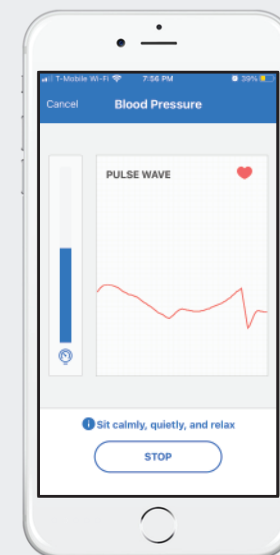 T-Mobile Wi-Fi 7:56 PM 39%
Cancel Blood Pressure
PULSE WAVE
Sit calmly, quietly, and relax
STOP